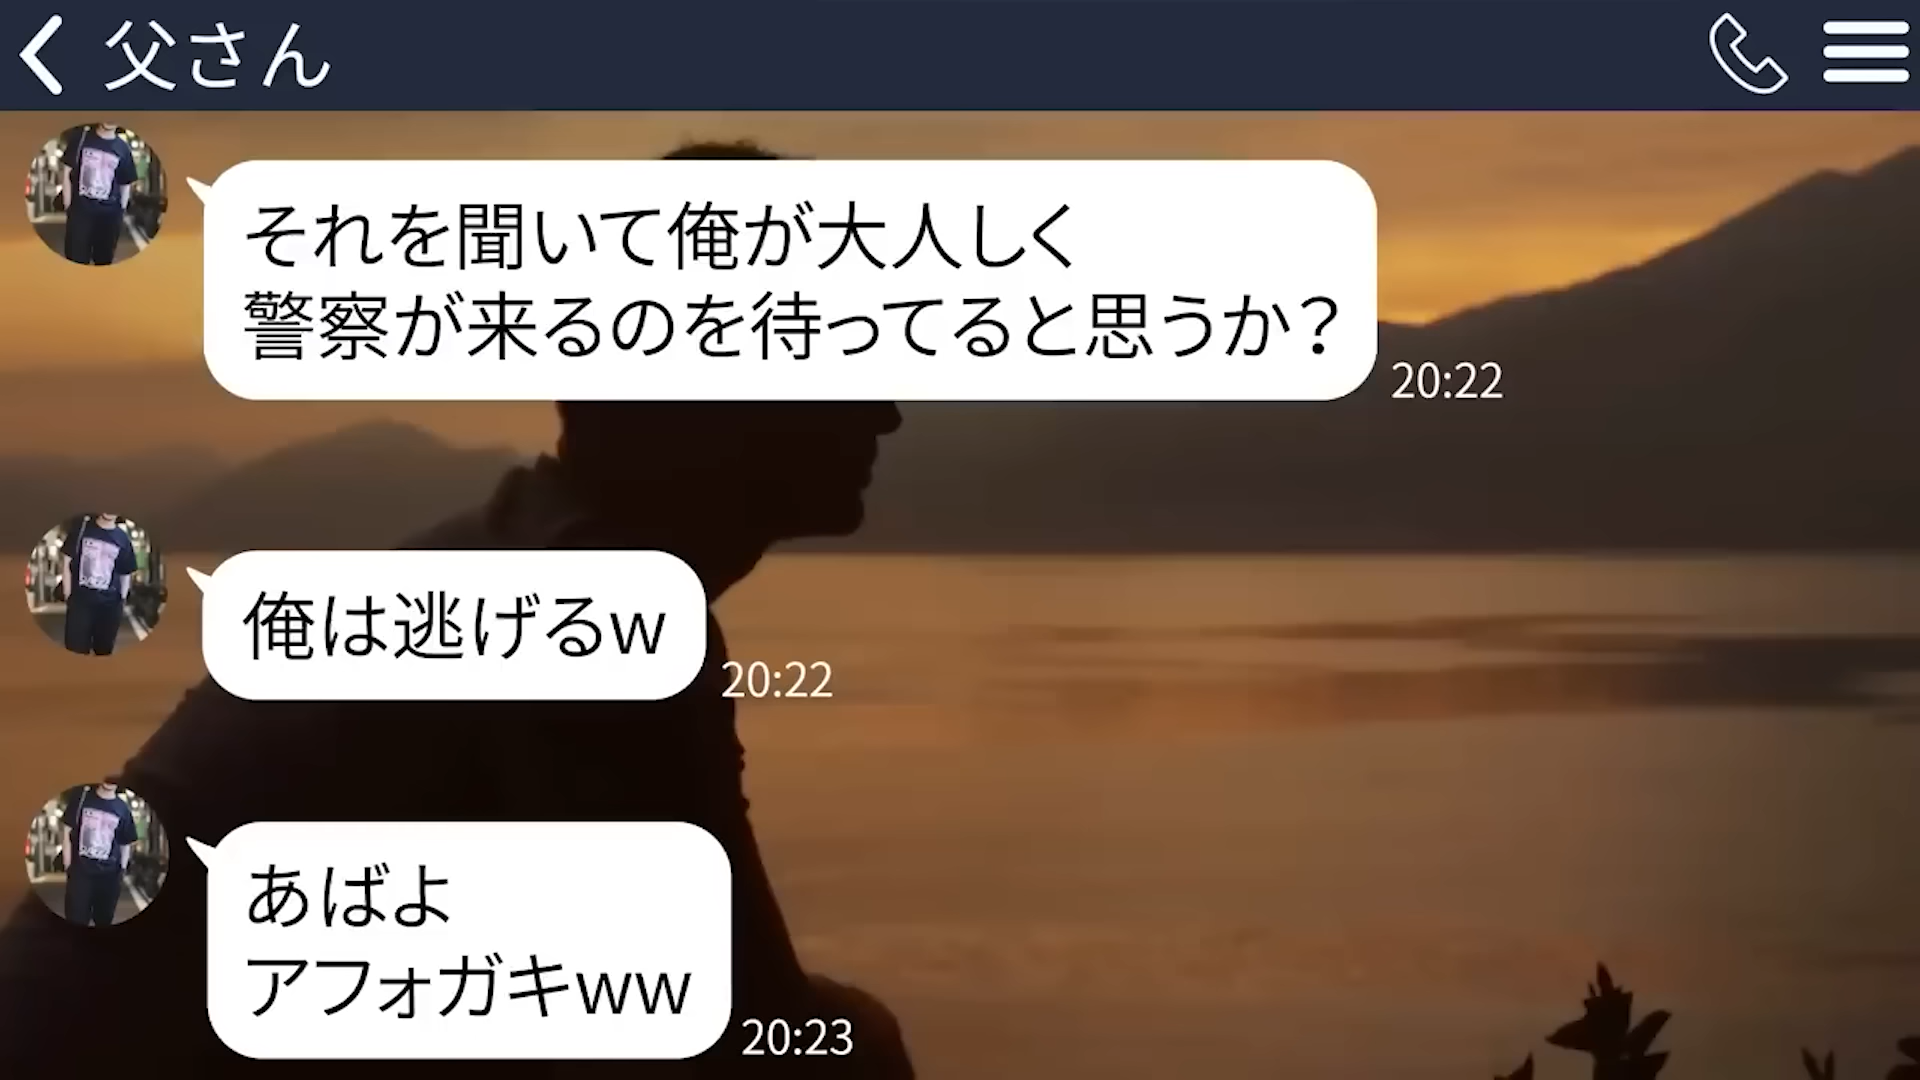 父さん
それを聞いて俺が大人しく
警察が来るのを待ってると思うか？
20:22
俺は逃げるw
20:22
あばよ
アフォガキww
20:23